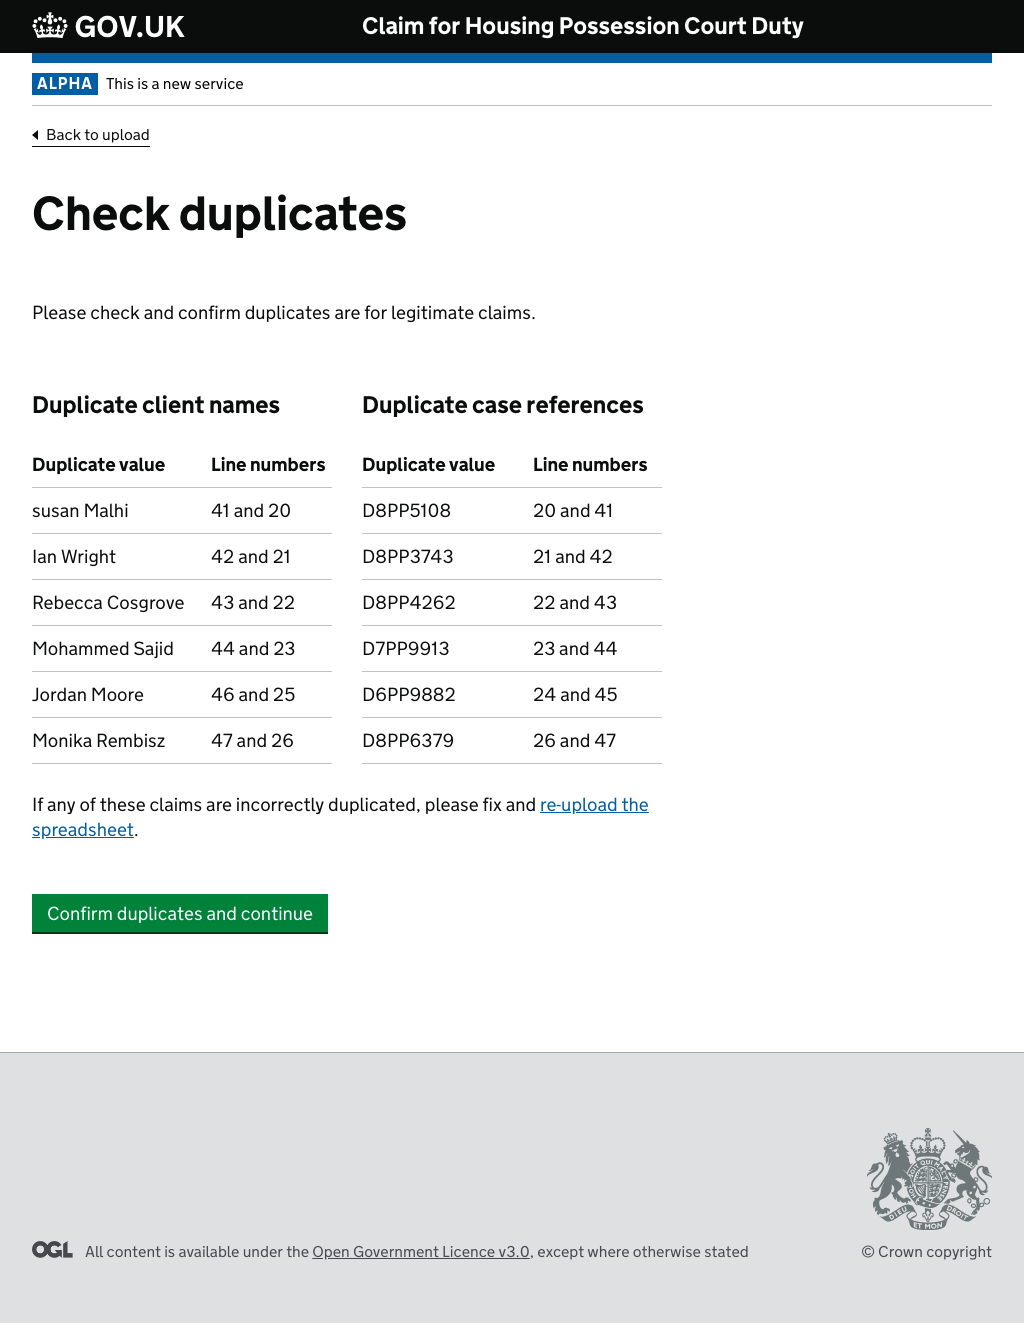 GOV.UK
Claim for Housing Possession Court Duty
ALPHA This is a new service
Back to upload
Check duplicates
Please check and confirm duplicates are for legitimate claims.
Duplicate client names
Duplicate value Line numbers
susan Malhi 41 and 20
Ian Wright 42 and 21
Rebecca Cosgrove 43 and 22
Mohammed Sajid 44 and 23
Jordan Moore 46 and 25
Monika Rembisz 47 and 26
Duplicate case references
Duplicate value Line numbers
D8PP5108 20 and 41
D8PP3743 21 and 42
D8PP4262 22 and 43
D7PP9913 23 and 44
D6PP9882 24 and 45
D8PP6379 26 and 47
If any of these claims are incorrectly duplicated, please fix and re-upload the
spreadsheet.
Confirm duplicates and continue
DIEU ET MON DROIT
OGL All content is available under the Open Government Licence v3.0, except where otherwise stated
© Crown copyright